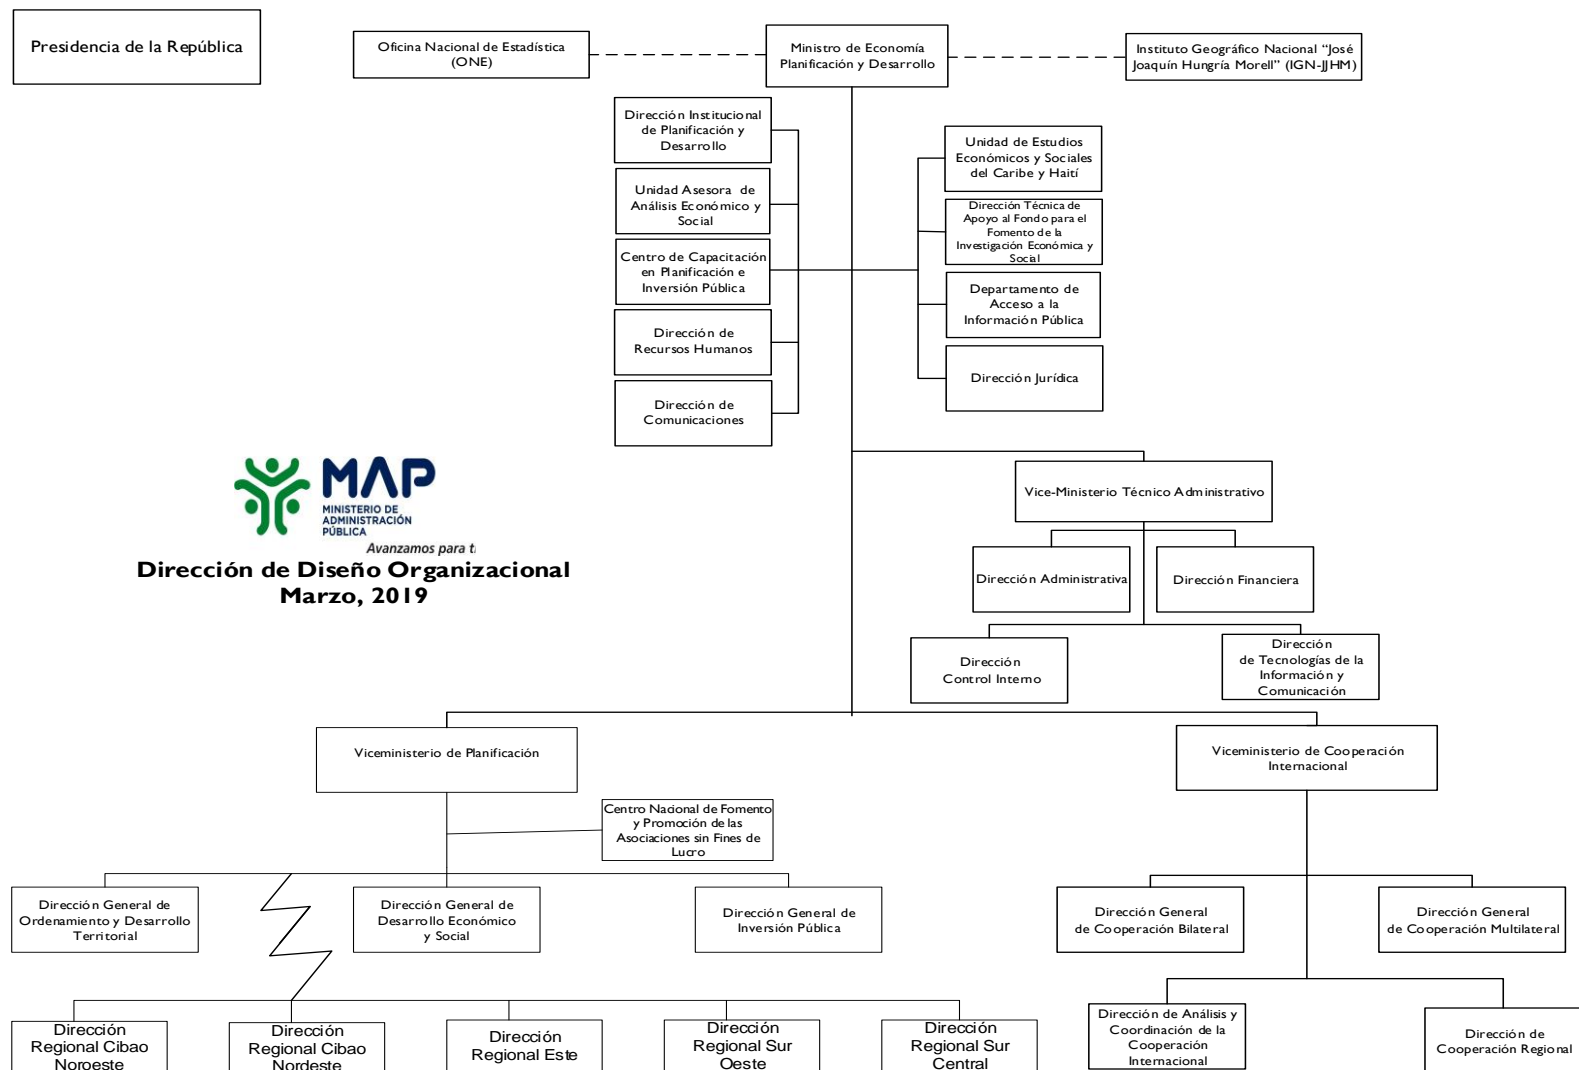 Presidencia de la República
Oficina Nacional de Estadística
(ONE)
Ministro de Economía
Planificación y Desarrollo
Instituto Geográfico Nacional “José
Joaquín Hungría Morell” (IGN-JJHM)
Dirección Institucional
de Planificación y
Desarrollo
Unidad Asesora de
Análisis Económico y
Social
Centro de Capacitación
en Planificación e
Inversión Pública
Dirección de
Recursos Humanos
Dirección de
Comunicaciones
Unidad de Estudios
Económicos y Sociales
del Caribe y Haití
Dirección Técnica de
Apoyo al Fondo para el
Fomento de la
Investigación Económica y
Social
Departamento de
Acceso a la
Información Pública
Dirección Jurídica
MAP
MINISTERIO DE
ADMINISTRACIÓN
PÚBLICA
Avanzamos para ti
Dirección de Diseño Organizacional
Marzo, 2019
Vice-Ministerio Técnico Administrativo
Dirección Administrativa
Dirección Financiera
Dirección
Control Interno
Dirección
de Tecnologías de la
Información y
Comunicación
Viceministerio de Planificación
Viceministerio de Cooperación
Internacional
Centro Nacional de Fomento
y Promoción de las
Asociaciones sin Fines de
Lucro
Dirección General de
Ordenamiento y Desarrollo
Territorial
Dirección General de
Desarrollo Económico
y Social
Dirección General de
Inversión Pública
Dirección General
de Cooperación Bilateral
Dirección General
de Cooperación Multilateral
Dirección
Regional Cibao
Noroeste
Dirección
Regional Cibao
Nordeste
Dirección
Regional Este
Dirección
Regional Sur
Oeste
Dirección
Regional Sur
Central
Dirección de Análisis y
Coordinación de la
Cooperación
Internacional
Dirección de
Cooperación Regional